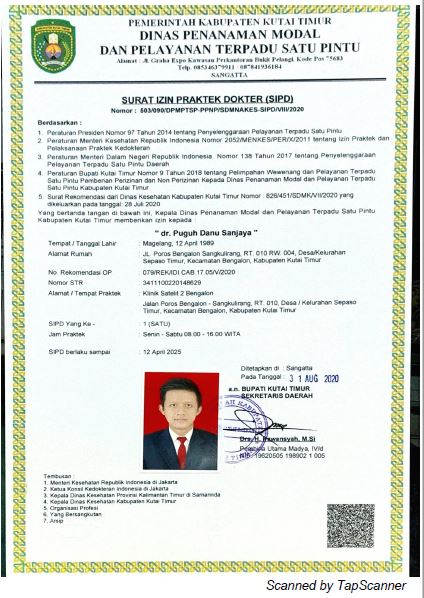 PEMERINTAH KABUPATEN KUTAI TIMUR
DINAS PENANAMAN MODAL
DAN PELAYANAN TERPADU SATU PINTU
Alamat : JL. Graha Expo Kawasan Perkantoran Bukit Pelangi, Kode Pos 75683
Telp. 085346379911 087841936184
SANGATTA
SURAT IZIN PRAKTEK DOKTER (SIPD)
Nomor : 503/090/DPMPTSP-PPNP/SDMNAKES-SIPD/VIII/2020
Berdasarkan :
1. Peraturan Presiden Nomor 97 Tahun 2014 tentang Penyelenggaraan Pelayanan Terpadu Satu Pintu
2. Peraturan Menteri Kesehatan Republik Indonesia Nomor 2052/MENKES/PER/X/2011 tentang Izin Praktek dan
Pelaksanaan Praktek Kedokteran
3. Peraturan Menteri Dalam Negeri Republik Indonesia Nomor 138 Tahun 2017 tentang Penyelenggaraan
Pelayanan Terpadu Satu Pintu Daerah
4. Peraturan Bupati Kutai Timur Nomor 9 Tahun 2018 tentang Pelimpahan Wewenang dan Pelayanan Terpadu
Satu Pintu Pemberian Perizinan dan Non Perizinan Kepada Dinas Penanaman Modal dan Pelayanan Terpadu
Satu Pintu Kabupaten Kutai Timur
5. Surat Rekomendasi dari Dinas Kesehatan Kabupaten Kutai Timur Nomor : 826/451/SDMK/VII/2020 yang
dikeluarkan pada tanggal: 28 Juli 2020
Yang bertanda tangan di bawah ini, Kepala Dinas Penanaman Modal dan Pelayanan Terpadu Satu Pintu
Kabupaten Kutai Timur memberikan izin kepada :
" dr. Puguh Danu Sanjaya "
Tempat / Tanggal Lahir : Magelang, 12 April 1989
Alamat Rumah : JL. Poros Bengalon Sangkulirang, RT. 010, RW. 004, Desa/Kelurahan
Sepaso Timur, Kecamatan Bengalon, Kabupaten Kutai Timur
No. Rekomendasi OP : 079/REK/IDI CAB 17.05/V/2020
Nomor STR : 3411100220148629
Alamat / Tempat Praktek : Klinik Satelit 2 Bengalon
Jalan Poros Bengalon - Sangkulirang, RT. 010, Desa / Kelurahan Sepaso
Timur, Kecamatan Bengalon, Kabupaten Kutai Timur
SIPD Yang Ke - : 1 (SATU)
Jam Praktek : Senin - Sabtu 08.00 - 16.00 WITA
SIPD berlaku sampai : 12 April 2025
Ditetapkan di : Sangatta
Pada Tanggal : 31 AUG 2020
a.n. BUPATI KUTAI TIMUR
SEKRETARIS DAERAH
Drs. H. Irawansyah, M.Si
Pembina Utama Madya, IV/d
19620505 198902 1 005
Tembusan :
1. Menteri Kesehatan Republik Indonesia di Jakarta
2. Ketua Konsil Kedokteran Indonesia di Jakarta
3. Kepala Dinas Kesehatan Provinsi Kalimantan Timur di Samarinda
4. Kepala Dinas Kesehatan Kabupaten Kutai Timur
5. Organisasi Profesi
6. Yang Bersangkutan
7. Arsip
Scanned by TapScanner